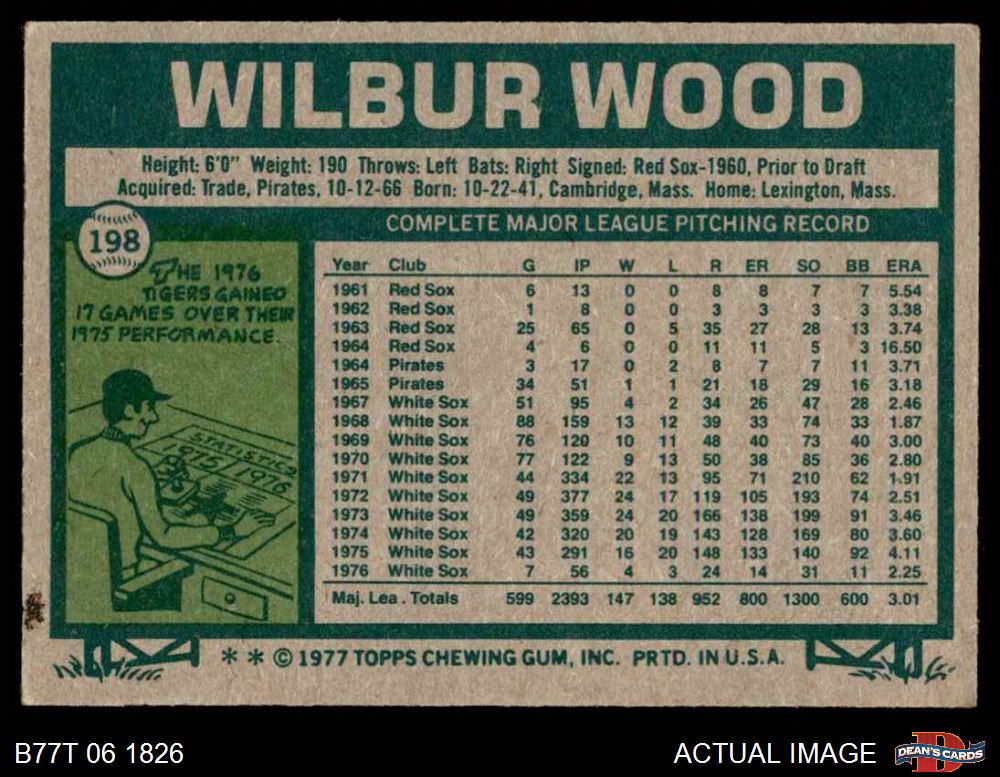 WILBUR WOOD
Height: 6'0" Weight: 190 Throws: Left Bats: Right Signed: Red Sox-1960, Prior to Draft
Acquired: Trade, Pirates, 10-12-66 Born: 10-22-41, Cambridge, Mass. Home: Lexington, Mass.
198
COMPLETE MAJOR LEAGUE PITCHING RECORD
THE 1976
TIGERS GAINED
17 GAMES OVER THEIR
1975 PERFORMANCE.
STATISTICS
1975 1976
Year Club G IP W L R ER SO BB ERA
1961 Red Sox 6 13 0 0 8 8 7 7 5.54
1962 Red Sox 1 8 0 0 3 3 3 3 3.38
1963 Red Sox 25 65 0 5 35 27 28 13 3.74
1964 Red Sox 4 6 0 0 11 11 5 3 16.50
1964 Pirates 3 17 0 2 8 7 7 11 3.71
1965 Pirates 34 51 1 1 21 18 29 16 3.18
1967 White Sox 51 95 4 2 34 26 47 28 2.46
1968 White Sox 88 159 13 12 39 33 74 33 1.87
1969 White Sox 76 120 10 11 48 40 73 40 3.00
1970 White Sox 77 122 9 13 50 38 85 36 2.80
1971 White Sox 44 334 22 13 95 71 210 62 1.91
1972 White Sox 49 377 24 17 119 105 193 74 2.51
1973 White Sox 49 359 24 20 166 138 199 91 3.46
1974 White Sox 42 320 20 19 143 128 169 80 3.60
1975 White Sox 43 291 16 20 148 133 140 92 4.11
1976 White Sox 7 56 4 3 24 14 31 11 2.25
Maj. Lea. Totals 599 2393 147 138 952 800 1300 600 3.01
* * © 1977 TOPPS CHEWING GUM, INC. PRTD. IN U.S.A.
B77T 06 1826
ACTUAL IMAGE
D
DEAN'S CARDS